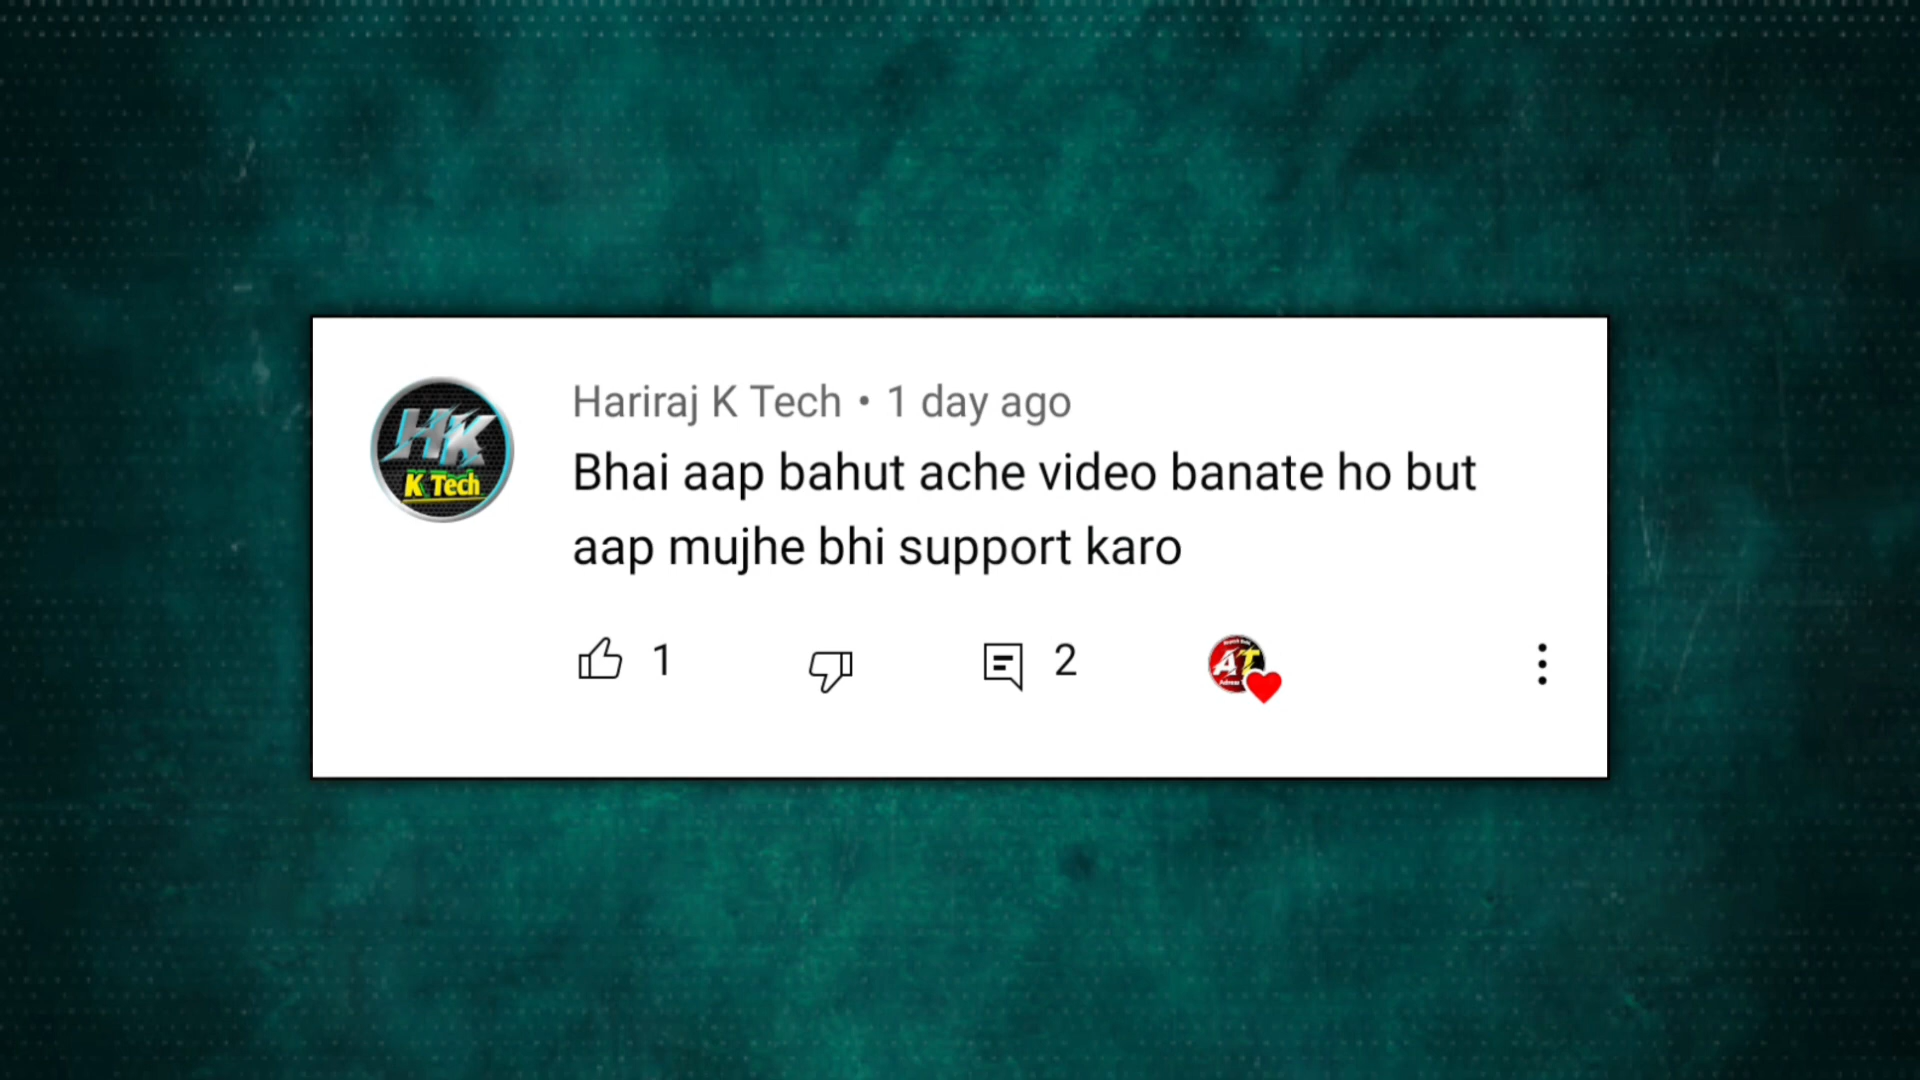 Hariraj K Tech • 1 day ago
Bhai aap bahut ache video banate ho but
aap mujhe bhi support karo
HK
K Tech
1
2
AT